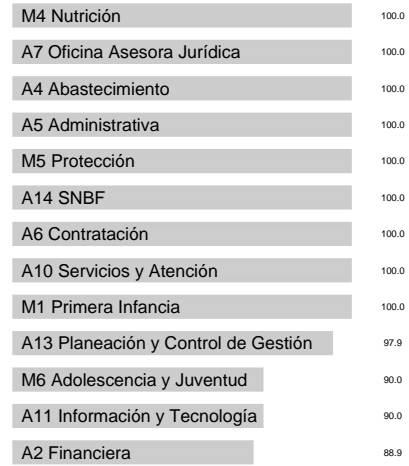 M4 Nutrición 100.0
A7 Oficina Asesora Jurídica 100.0
A4 Abastecimiento 100.0
A5 Administrativa 100.0
M5 Protección 100.0
A14 SNBF 100.0
A6 Contratación 100.0
A10 Servicios y Atención 100.0
M1 Primera Infancia 100.0
A13 Planeación y Control de Gestión 97.9
M6 Adolescencia y Juventud 90.0
A11 Información y Tecnología 90.0
A2 Financiera 88.9